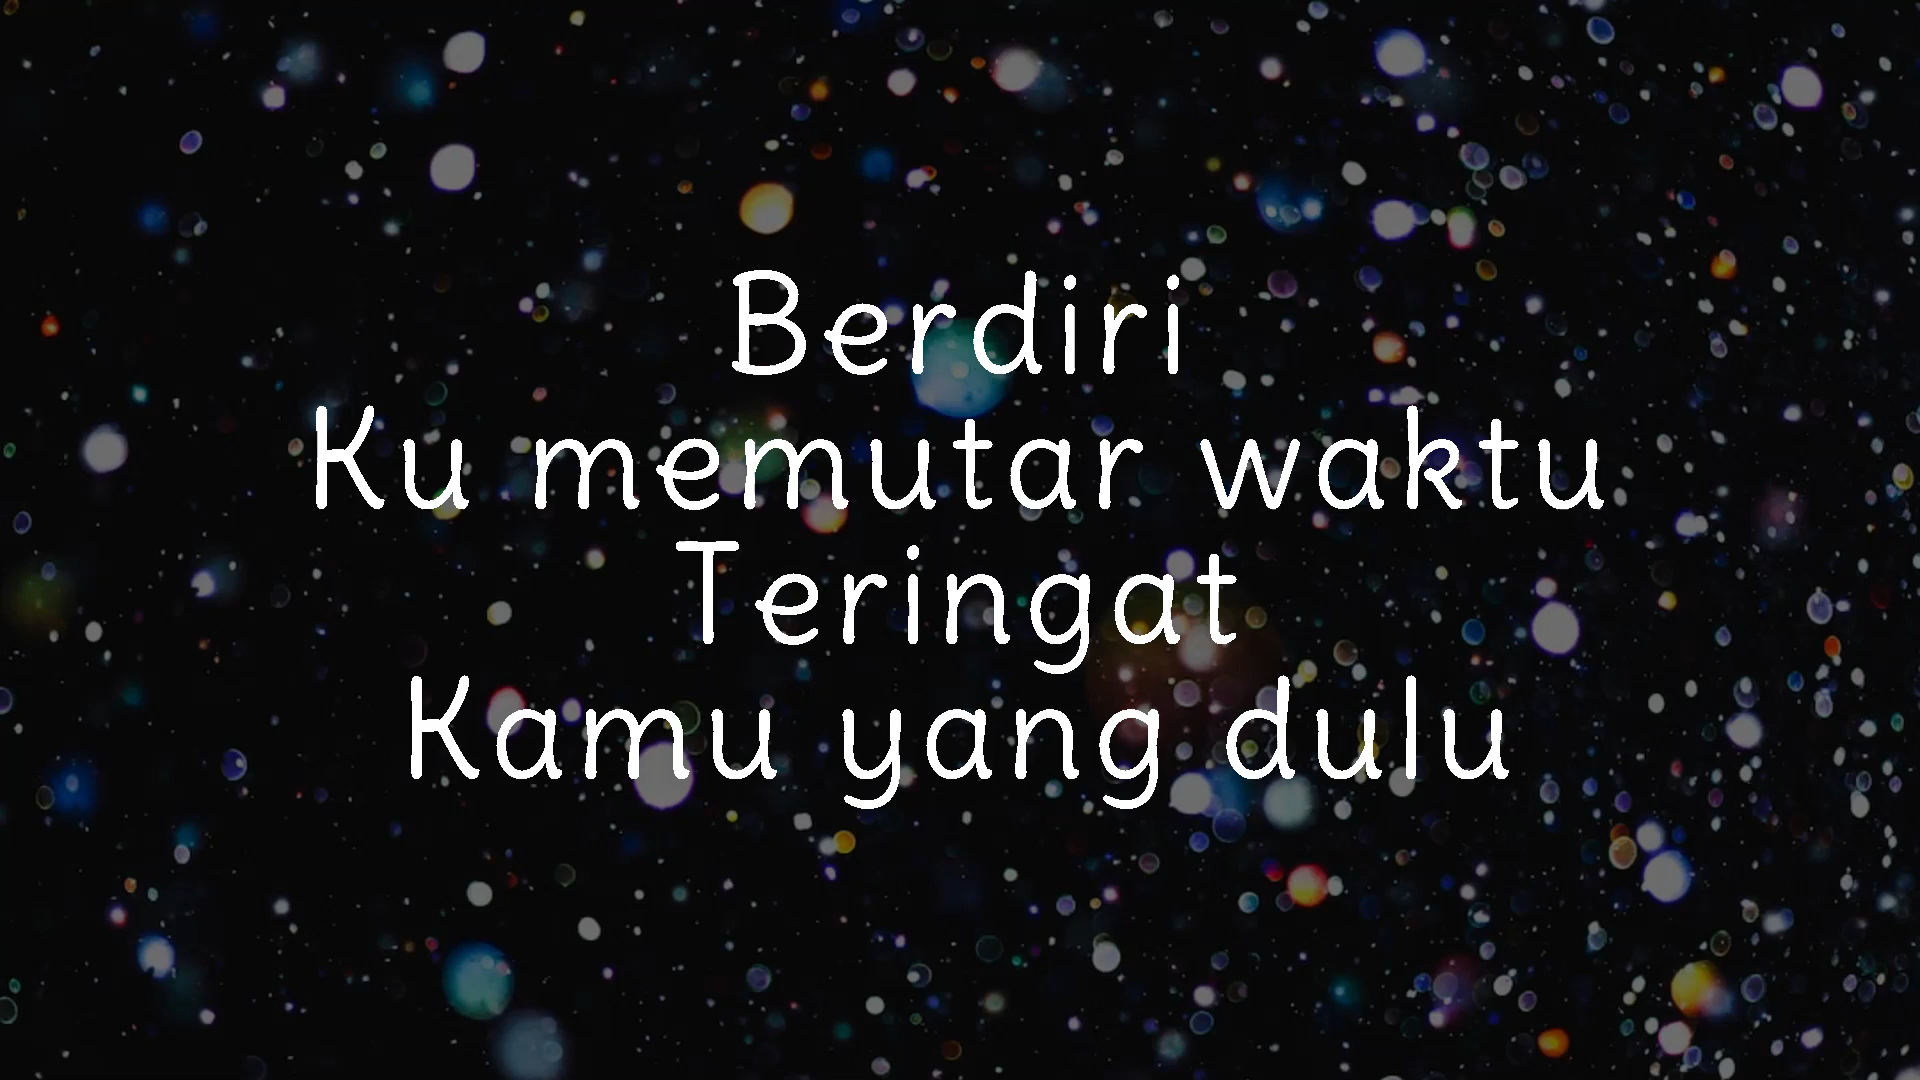 Berdiri
Ku memutar waktu
Teringat
Kamu yang dulu